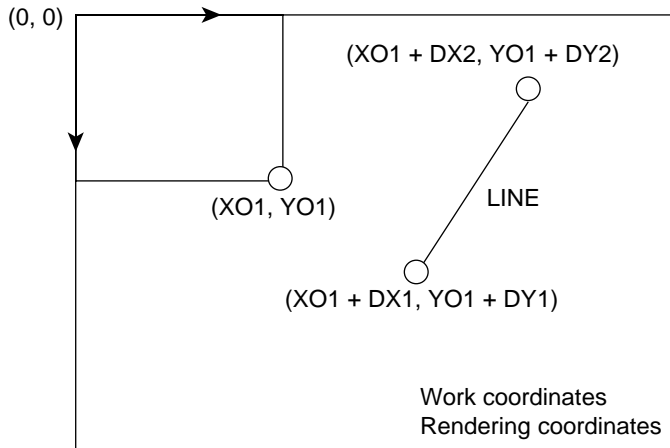 (0, 0)
(XO1 + DX2, YO1 + DY2)
(XO1, YO1)
LINE
(XO1 + DX1, YO1 + DY1)
Work coordinates
Rendering coordinates